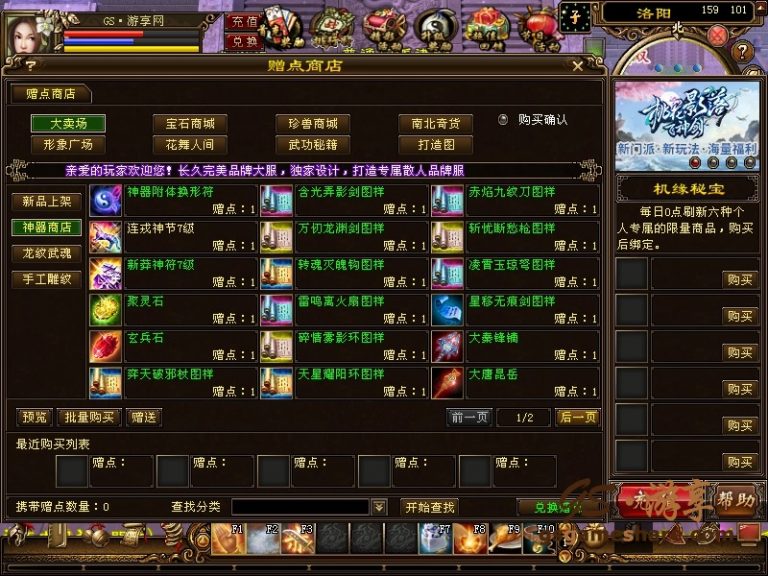 GS·游享网
充值
兑换
洛阳
159 101
北
?
赠点商店
赠点商店
大卖场
宝石商城
珍兽商城
南北奇货
购买确认
形象广场
花舞人间
武功秘籍
打造图
亲爱的玩家欢迎您!长久完美品牌大服,独家设计,打造专属散人品牌服
新品上架
神器商店
龙纹武魂
手工雕纹
神器附体换形符
赠点:1
含光弄影剑图样
赠点:1
赤焰九纹刀图样
赠点:1
连戎神节7级
赠点:1
万仞龙渊剑图样
赠点:1
斩忧断愁枪图样
赠点:1
新莽神符7级
赠点:1
转魂灭魄钩图样
赠点:1
凌霄玉琼弩图样
赠点:1
聚灵石
赠点:1
雷鸣离火扇图样
赠点:1
星移无痕剑图样
赠点:1
玄兵石
赠点:1
碎情雾影环图样
赠点:1
大秦锋镝
赠点:1
弈天破邪杖图样
赠点:1
天星耀阳环图样
赠点:1
大唐昆岳
赠点:1
预览
批量购买
赠送
前一页
1/2
后一页
最近购买列表
赠点:
赠点:
赠点:
赠点:
赠点:
携带赠点数量:0
查找分类
开始查找
新门派·新玩法·海量福利
机缘秘宝
每日0点刷新六种个
人专属的限量商品,购买
后绑定。
购买
购买
购买
购买
购买
购买
帮助
F1
F2
F3
F7
F8
F9
F10